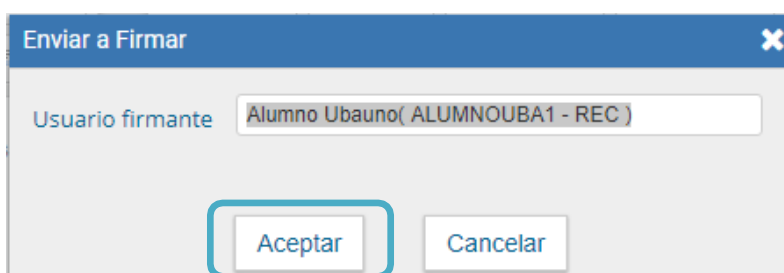 Enviar a Firmar
Usuario firmante Alumno Ubauno( ALUMNOUBA1 - REC )
Aceptar Cancelar